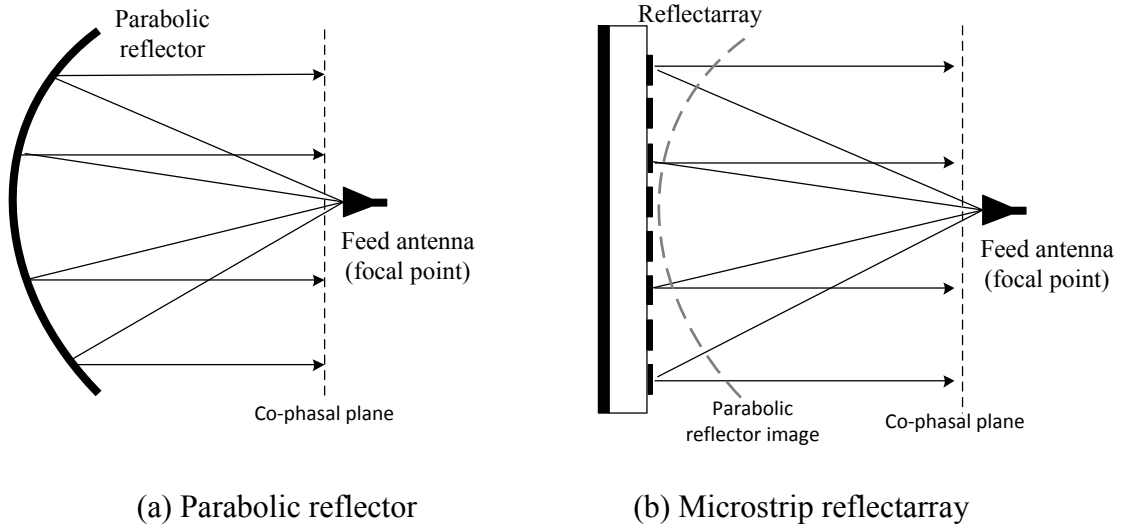 Parabolic
reflector
Feed antenna
(focal point)
Co-phasal plane
(a) Parabolic reflector
Reflectarray
Feed antenna
(focal point)
Parabolic
reflector image
Co-phasal plane
(b) Microstrip reflectarray